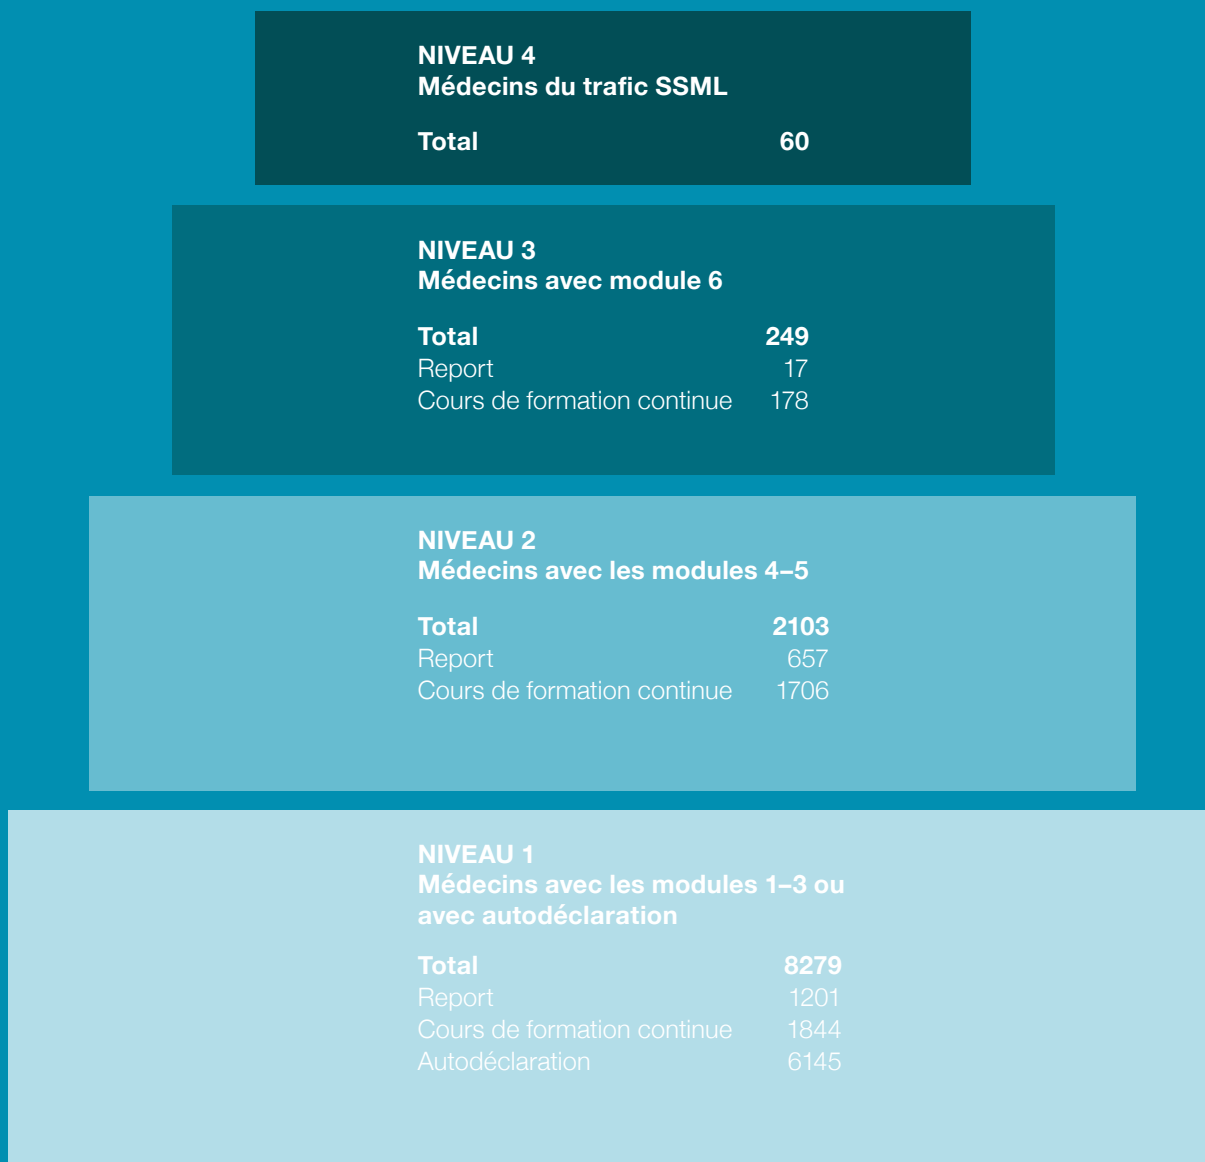 NIVEAU 4
Médecins du trafic SSML
Total 60
NIVEAU 3
Médecins avec module 6
Total 249
Report 17
Cours de formation continue 178
NIVEAU 2
Médecins avec les modules 4–5
Total 2103
Report 657
Cours de formation continue 1706
NIVEAU 1
Médecins avec les modules 1–3 ou
avec autodéclaration
Total 8279
Report 1201
Cours de formation continue 1844
Autodéclaration 6145